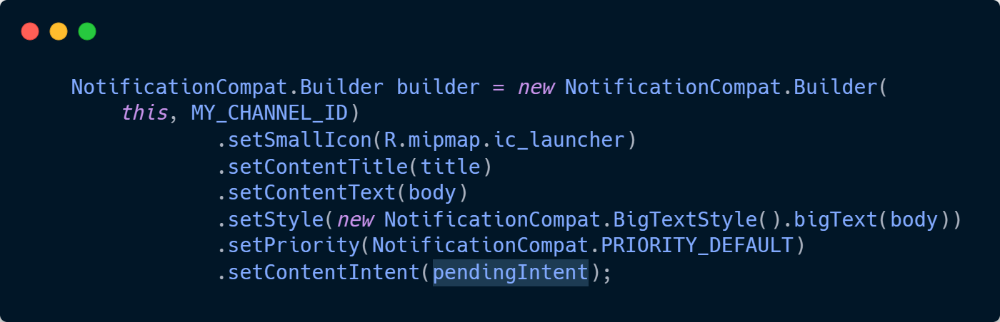 NotificationCompat.Builder builder = new NotificationCompat.Builder(
this, MY_CHANNEL_ID)
.setSmallIcon(R.mipmap.ic_launcher)
.setContentTitle(title)
.setContentText(body)
.setStyle(new NotificationCompat.BigTextStyle().bigText(body))
.setPriority(NotificationCompat.PRIORITY_DEFAULT)
.setContentIntent(pendingIntent);